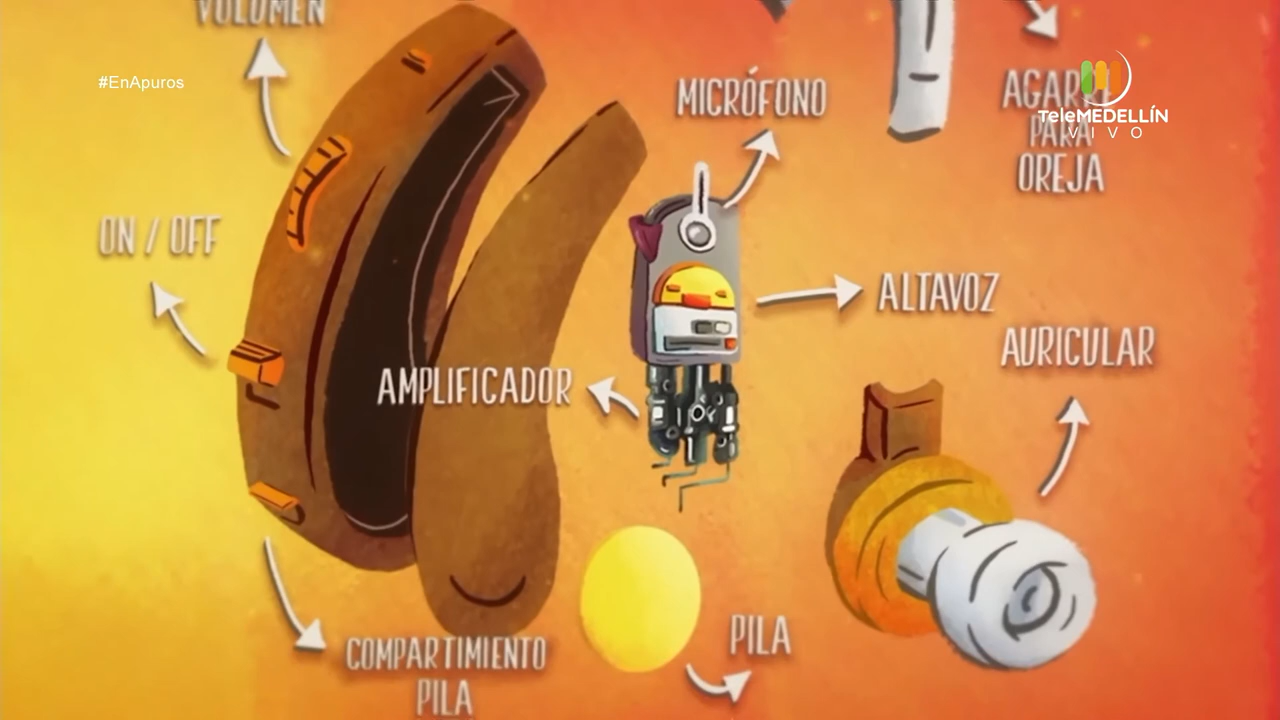 VOLUMEN
#EnApuros
MICRÓFONO
AGARRE
PARA
OREJA
TeleMEDELLÍN
VIVO
ON / OFF
ALTAVOZ
AURICULAR
AMPLIFICADOR
PILA
COMPARTIMIENTO
PILA